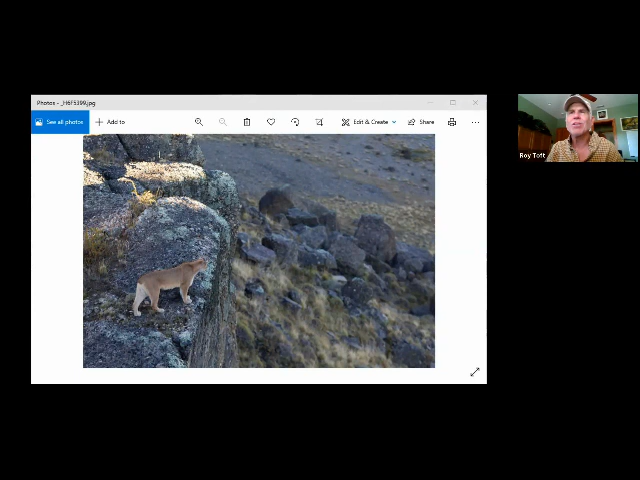 Photos - _H6F5399.jpg
See all photos
Add to
Edit & Create
Share
Roy Toft